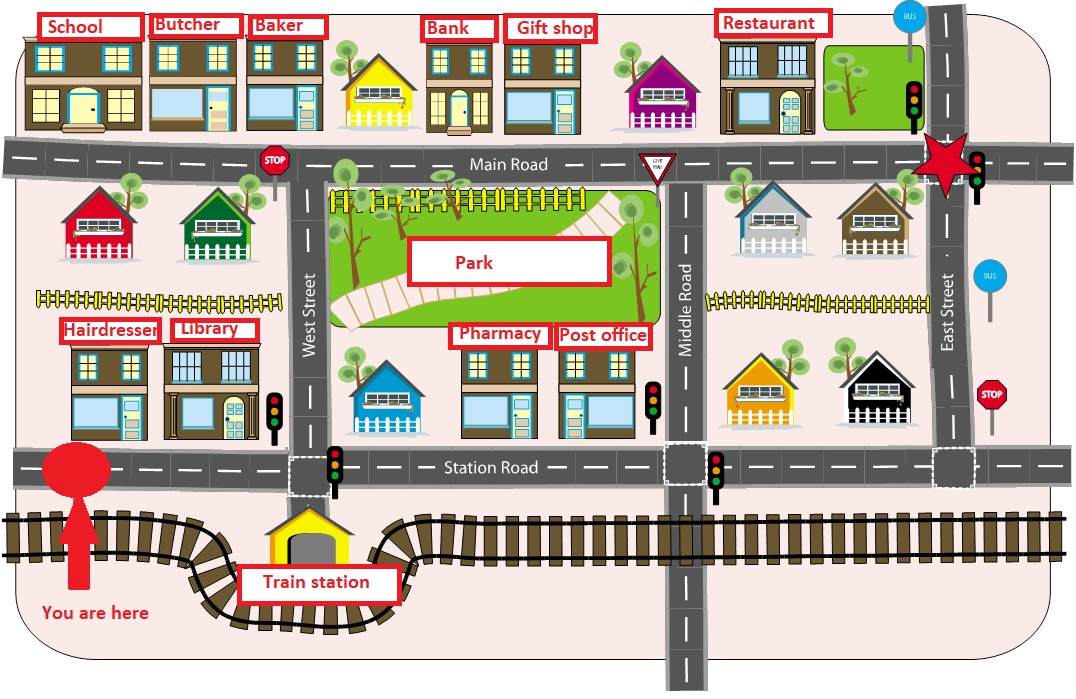 School
Butcher
Baker
Bank
Gift shop
Restaurant
BUS
STOP
Main Road
GIVE
WAY
Park
BUS
West Street
Middle Road
East Street
Hairdresser
Library
Pharmacy
Post office
STOP
Station Road
Train station
You are here